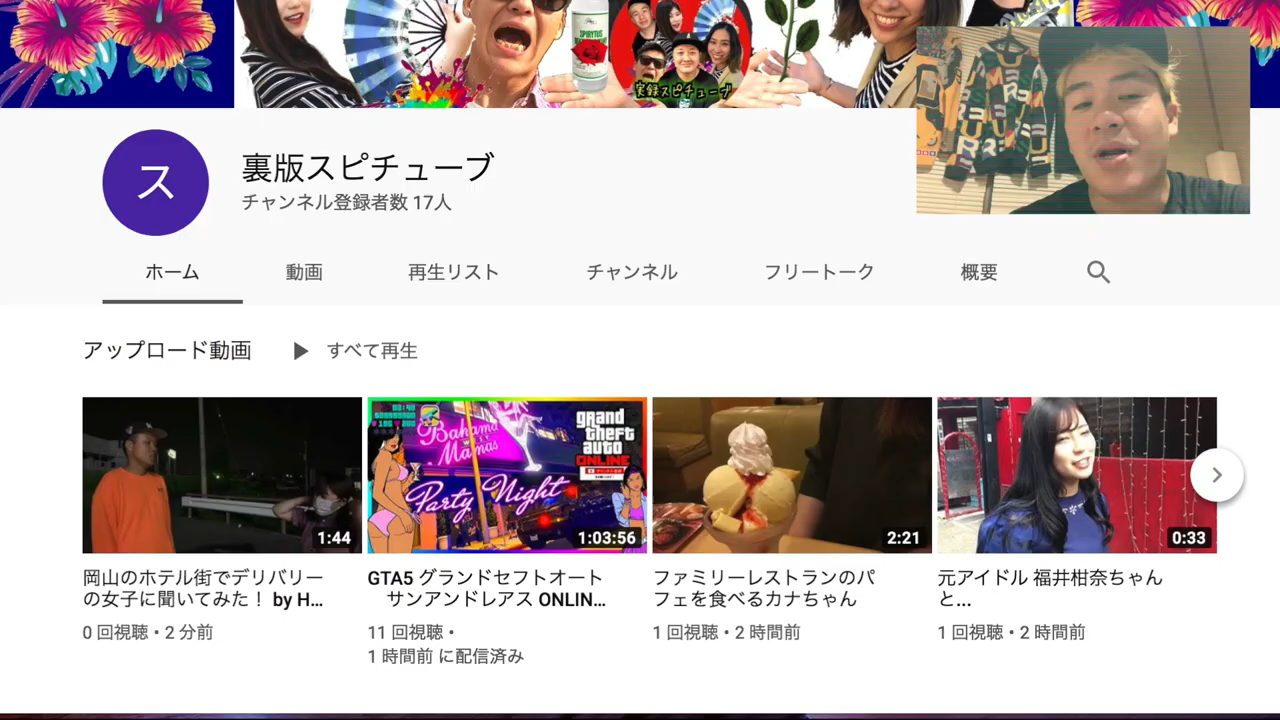 SPIRYTUS
実録スピチューブ
ス
裏版スピチューブ
チャンネル登録者数 17人
ホーム
動画
再生リスト
チャンネル
フリートーク
概要
アップロード動画
すべて再生
1:44
Bahama
Mamas
grand
theft
auto
ONLINE
Party Night
1:03:56
2:21
0:33
岡山のホテル街でデリバリー
の女子に聞いてみた！ by H...
0 回視聴・2 分前
GTA5 グランドセフトオート
サンアンドレアス ONLIN...
11 回視聴・
1 時間前 に配信済み
ファミリーレストランのパ
フェを食べるカナちゃん
1 回視聴・2 時間前
元アイドル 福井柑奈ちゃん
と...
1 回視聴・2 時間前